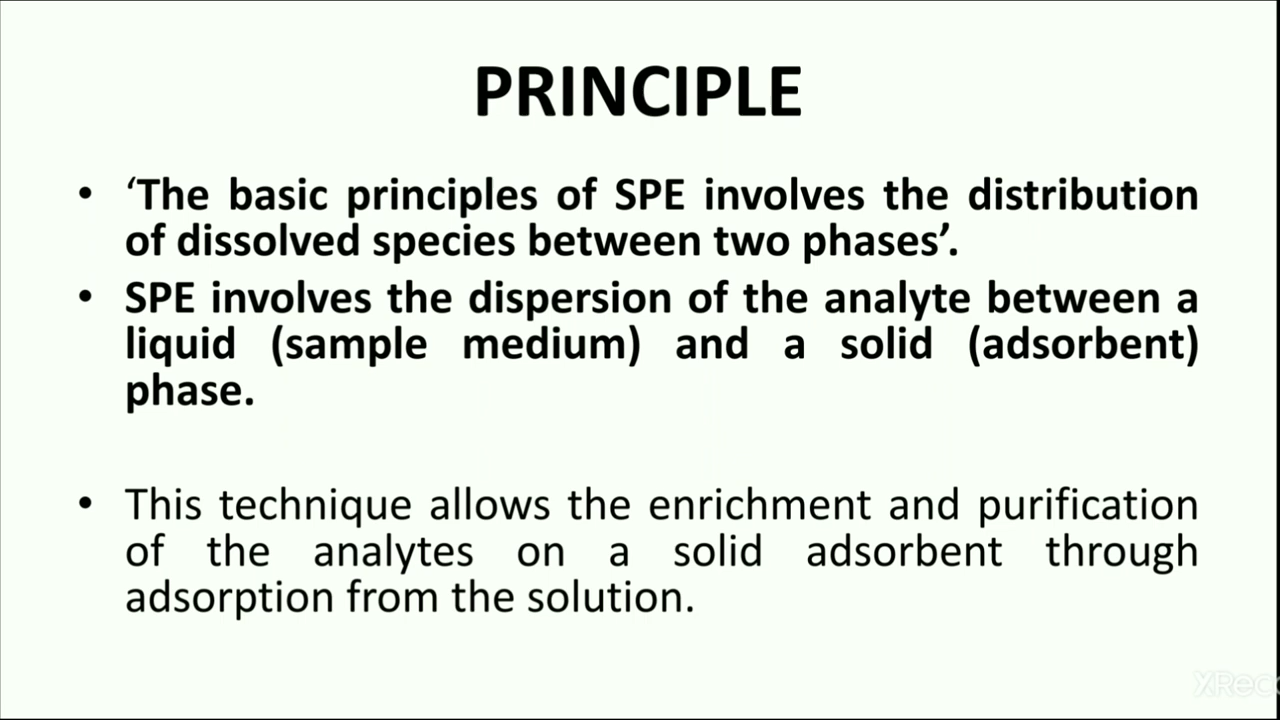 PRINCIPLE
• ‘The basic principles of SPE involves the distribution
of dissolved species between two phases’.
• SPE involves the dispersion of the analyte between a
liquid (sample medium) and a solid (adsorbent)
phase.
• This technique allows the enrichment and purification
of the analytes on a solid adsorbent through
adsorption from the solution.